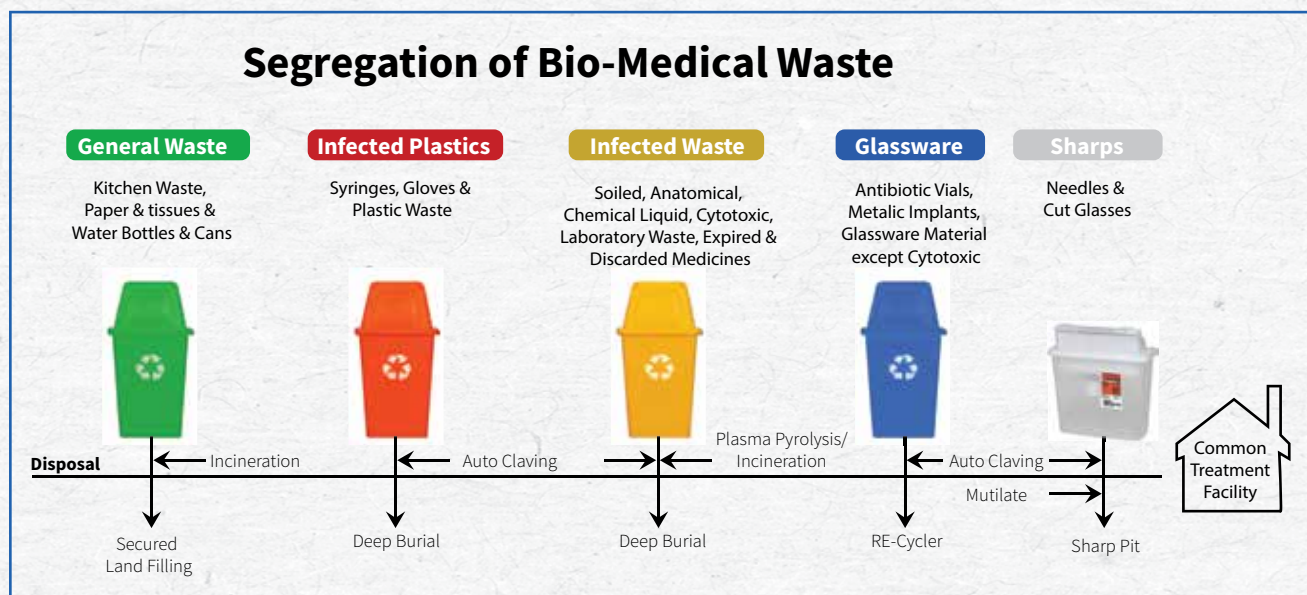 Segregation of Bio-Medical Waste
General Waste
Kitchen Waste,
Paper & tissues &
Water Bottles & Cans
Infected Plastics
Syringes, Gloves &
Plastic Waste
Infected Waste
Soiled, Anatomical,
Chemical Liquid, Cytotoxic,
Laboratory Waste, Expired &
Discarded Medicines
Glassware
Antibiotic Vials,
Metalic Implants,
Glassware Material
except Cytotoxic
Sharps
Needles &
Cut Glasses
Disposal
Incineration
Auto Claving
Plasma Pyrolysis/
Incineration
Auto Claving
Mutilate
Common
Treatment
Facility
Secured
Land Filling
Deep Burial
Deep Burial
RE-Cycler
Sharp Pit